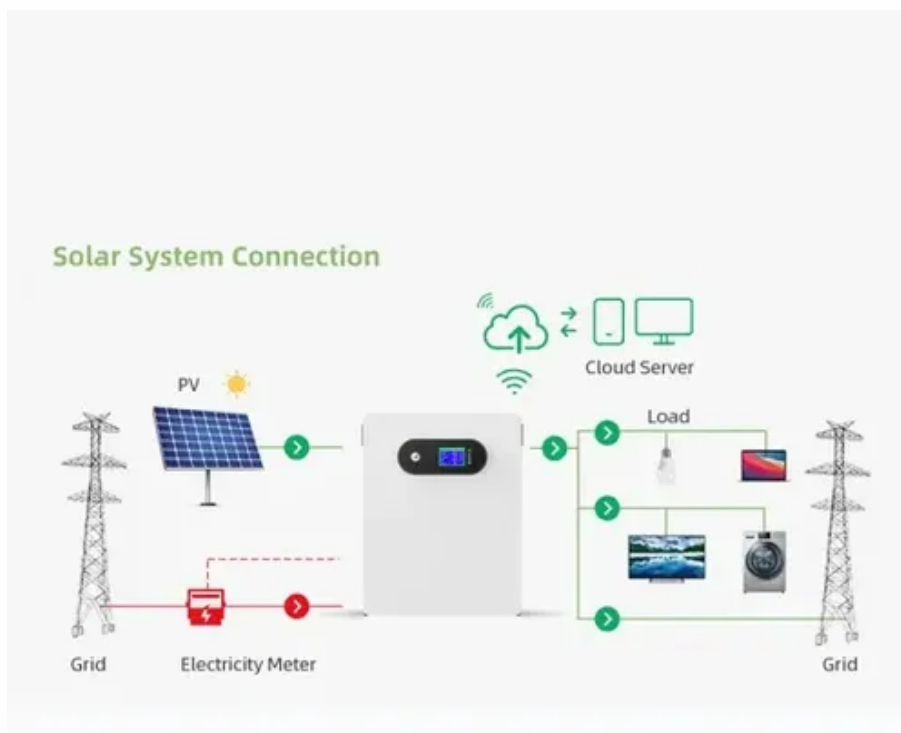 Solar System Connection
Cloud Server
PV
Load
Grid
Electricity Meter
Grid